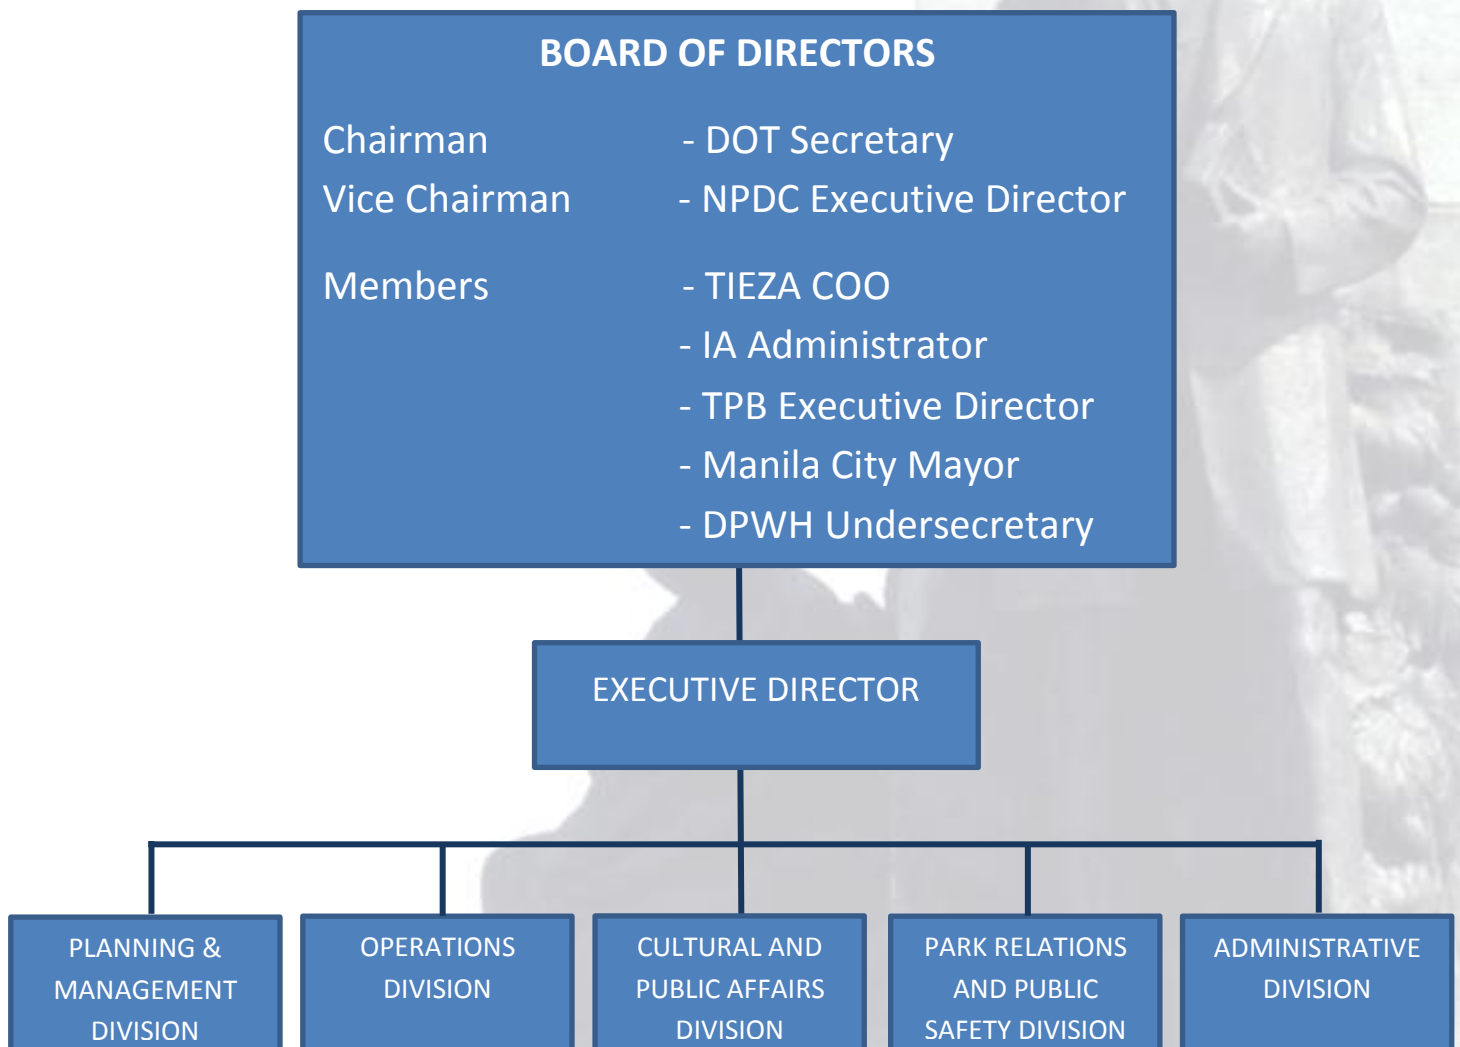 BOARD OF DIRECTORS
Chairman - DOT Secretary
Vice Chairman - NPDC Executive Director
Members - TIEZA COO
- IA Administrator
- TPB Executive Director
- Manila City Mayor
- DPWH Undersecretary
EXECUTIVE DIRECTOR
PLANNING &
MANAGEMENT
DIVISION
OPERATIONS
DIVISION
CULTURAL AND
PUBLIC AFFAIRS
DIVISION
PARK RELATIONS
AND PUBLIC
SAFETY DIVISION
ADMINISTRATIVE
DIVISION